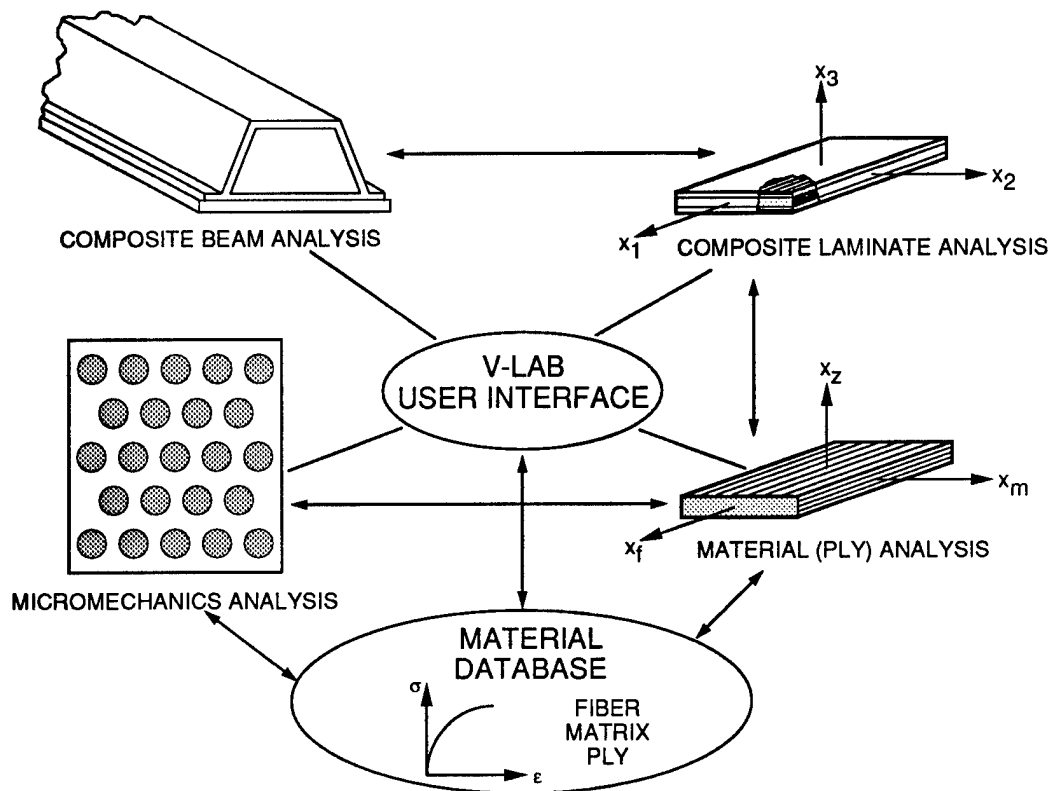 x3
x2
x1
COMPOSITE BEAM ANALYSIS
COMPOSITE LAMINATE ANALYSIS
V-LAB
USER INTERFACE
xz
xm
xf
MATERIAL (PLY) ANALYSIS
MICROMECHANICS ANALYSIS
MATERIAL
DATABASE
σ
FIBER
MATRIX
PLY
ε